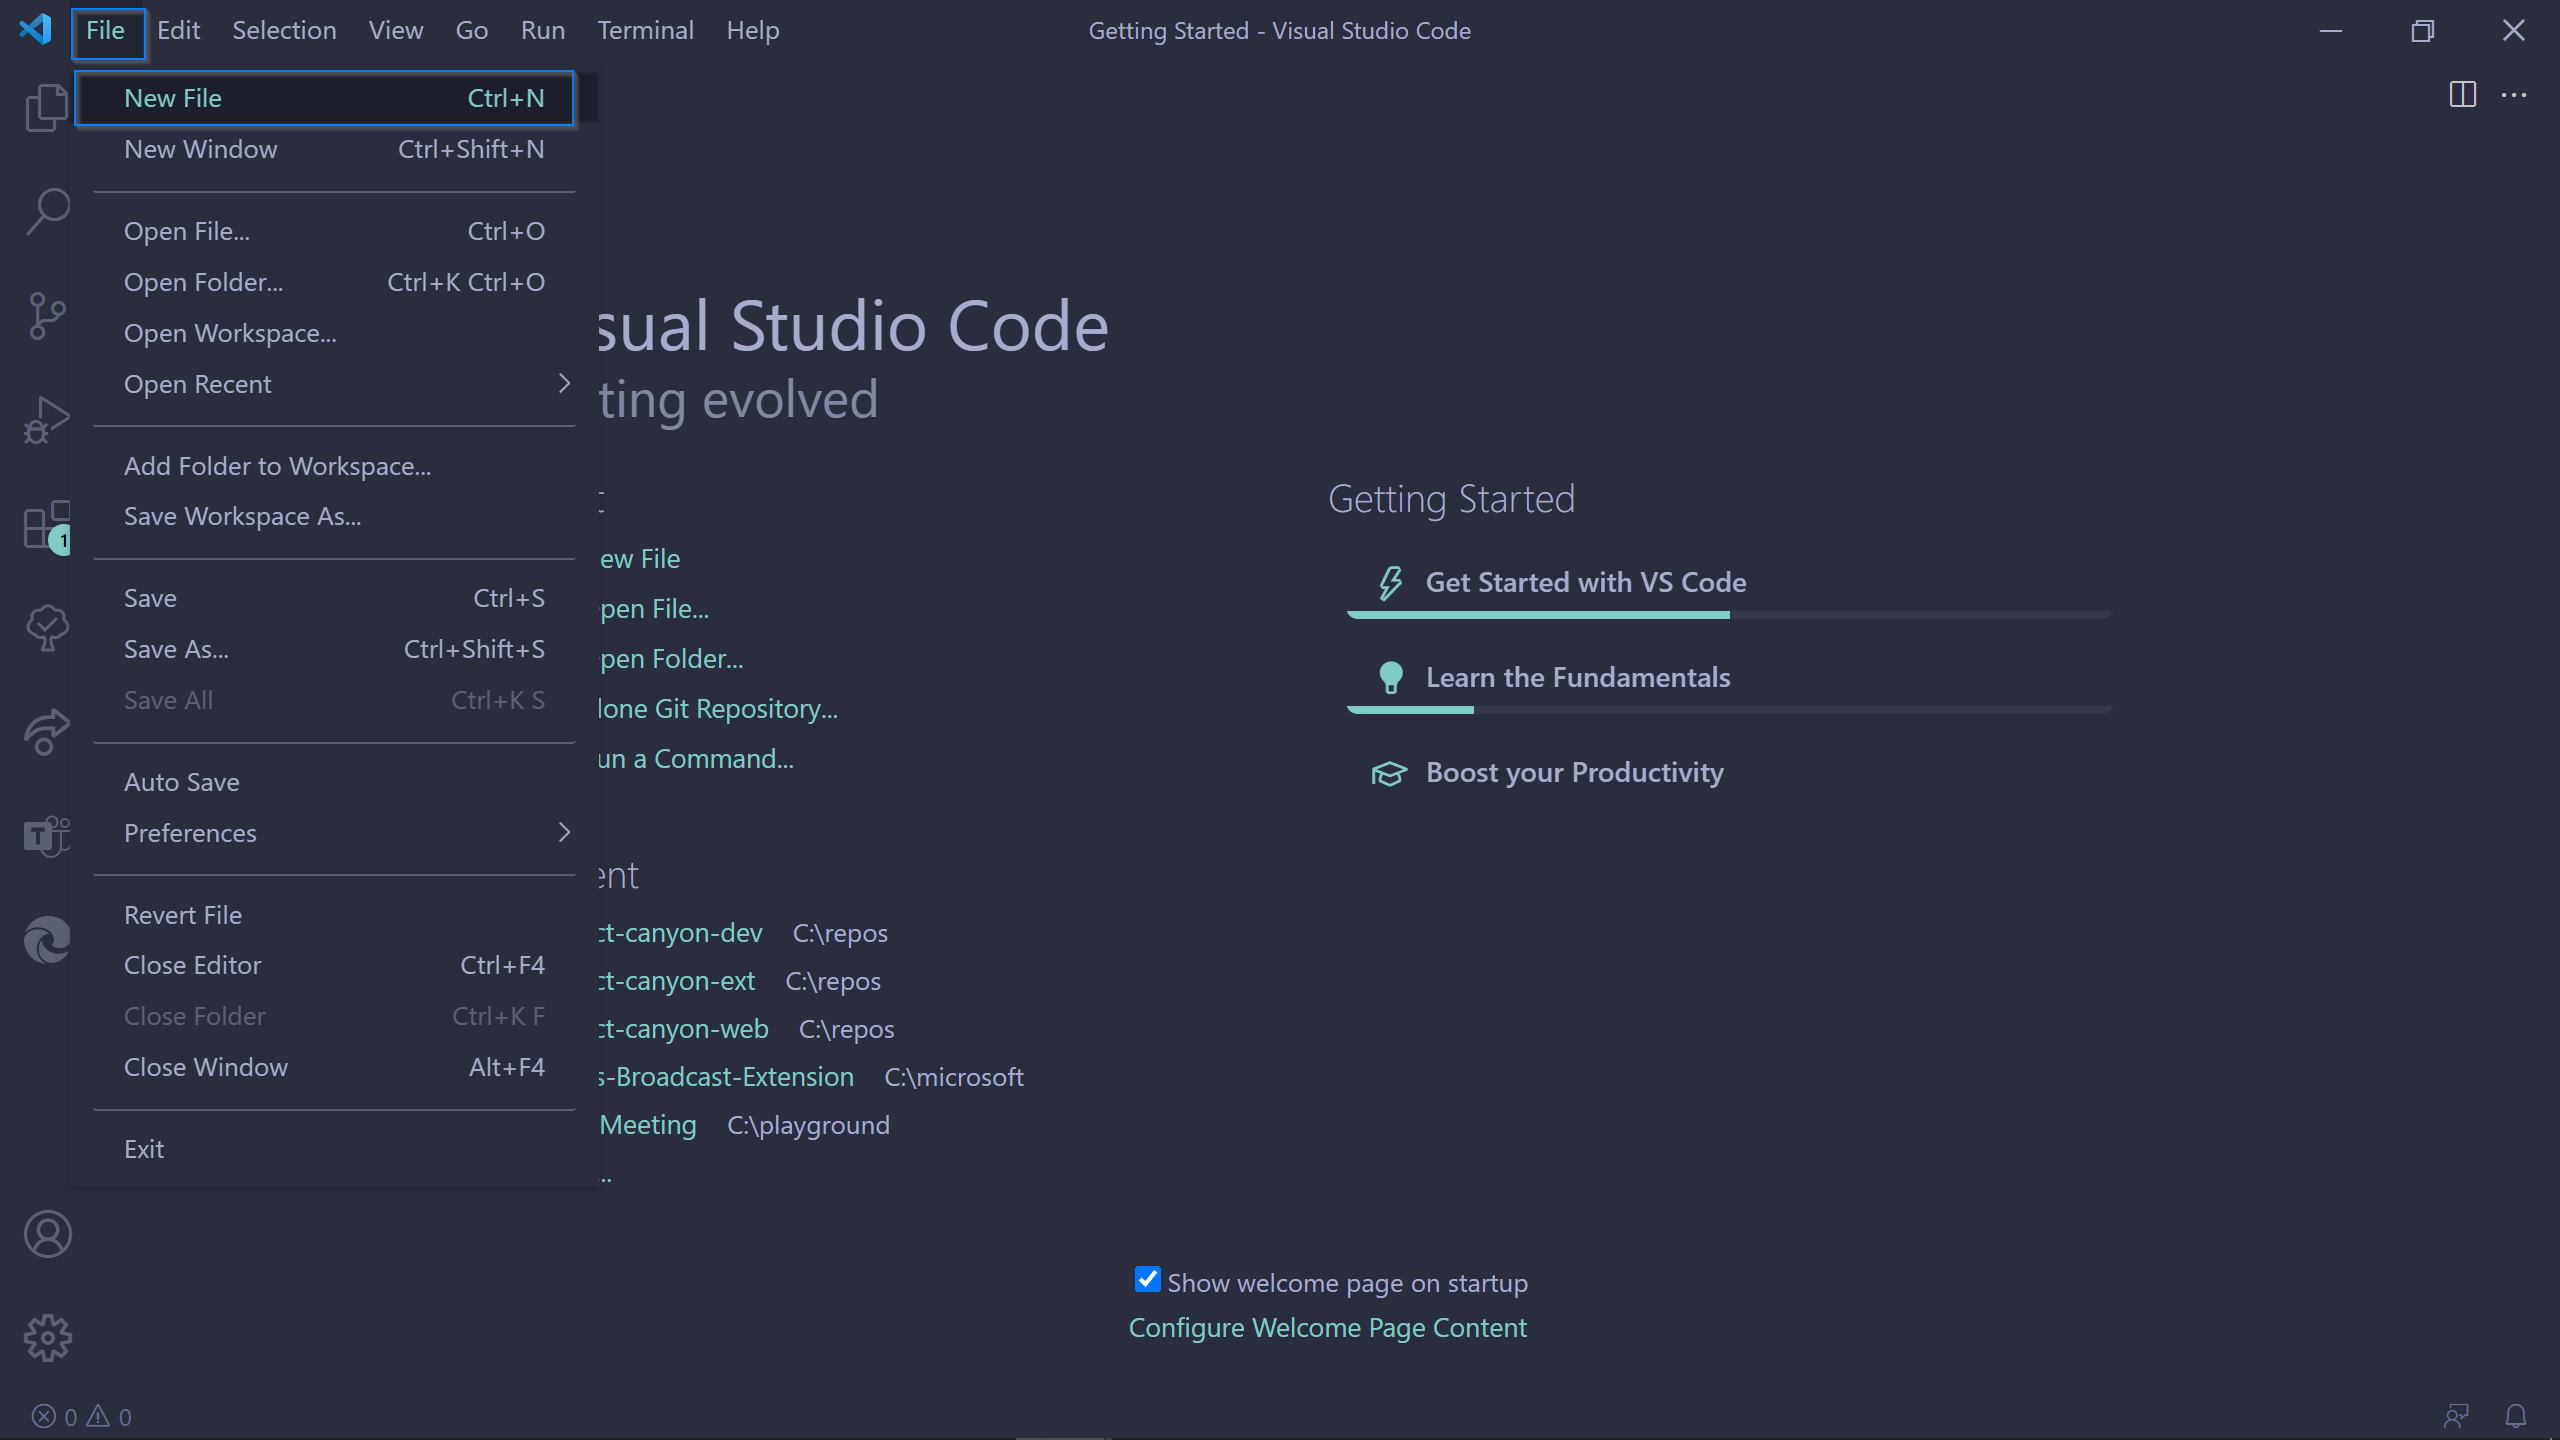 File Edit Selection View Go Run Terminal Help
Getting Started - Visual Studio Code
New File Ctrl+N
New Window Ctrl+Shift+N
Open File... Ctrl+O
Open Folder... Ctrl+K Ctrl+O
Open Workspace...
Open Recent
Add Folder to Workspace...
Save Workspace As...
Save Ctrl+S
Save As... Ctrl+Shift+S
Save All Ctrl+K S
Auto Save
Preferences
Revert File
Close Editor Ctrl+F4
Close Folder Ctrl+K F
Close Window Alt+F4
Exit
1
T
sual Studio Code
ting evolved
t
ew File
pen File...
pen Folder...
lone Git Repository...
un a Command...
ent
ct-canyon-dev C:\repos
ct-canyon-ext C:\repos
ct-canyon-web C:\repos
s-Broadcast-Extension C:\microsoft
Meeting C:\playground
...
Getting Started
Get Started with VS Code
Learn the Fundamentals
Boost your Productivity
Show welcome page on startup
Configure Welcome Page Content
0 0